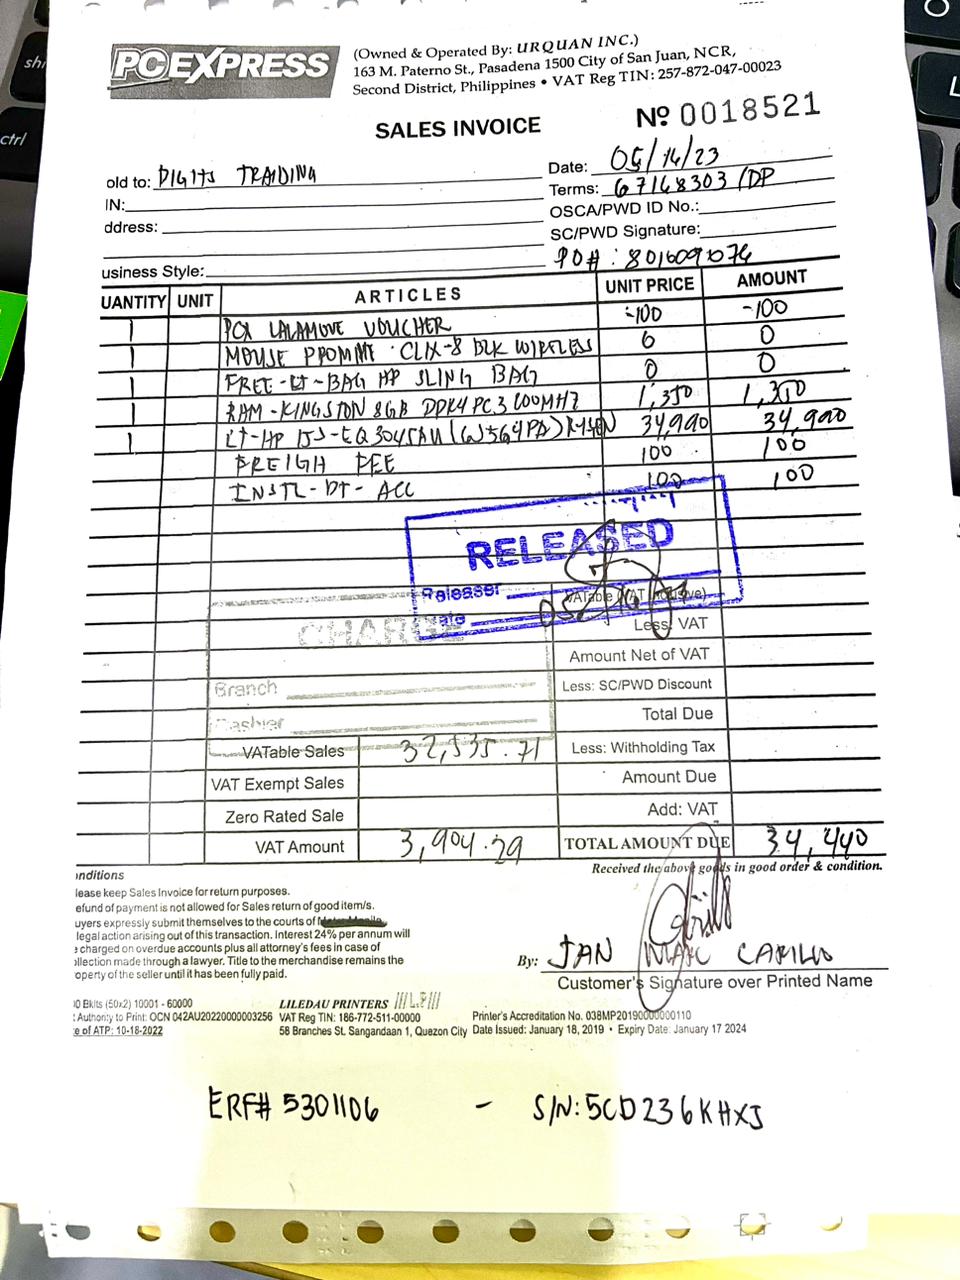 PCEXPRESS
(Owned & Operated By: URQUAN INC.)
163 M. Paterno St., Pasadena 1500 City of San Juan, NCR,
Second District, Philippines • VAT Reg TIN: 257-872-047-00023
SALES INVOICE
Nº 0018521
old to: DIGITS TRADING
Date: 05/16/23
IN:
Terms: 67168303 /DP
ddress:
OSCA/PWD ID No.:
SC/PWD Signature:
PO#: 8016091076
usiness Style:
UANTITY UNIT ARTICLES UNIT PRICE AMOUNT
1 PCX LALAMOVE VOUCHER -100 -100
1 MOUSE PROMATE CLIX-8 BLK WIRELESS 0 0
1 FREE-LT-BAG HP SLING BAG 0 0
1 RAM-KINGSTON 8GB DDR4 PC3200MHZ 1,350 1,350
1 LT-HP 15S-EQ3045AU (6J564PA) RYZEN 34,990 34,990
FREIGH FEE 100 100
INSTL-DT-ACC 100 100
RELEASED
Releaser
CHARGE
VATable (VAT Inclusive)
Less: VAT
Amount Net of VAT
Branch
Less: SC/PWD Discount
Cashier
Total Due
VATable Sales 32,535.71 Less: Withholding Tax
VAT Exempt Sales Amount Due
Zero Rated Sale Add: VAT
VAT Amount 3,904.29 TOTAL AMOUNT DUE 34,440
Received the above goods in good order & condition.
nditions
lease keep Sales Invoice for return purposes.
efund of payment is not allowed for Sales return of good item/s.
uyers expressly submit themselves to the courts of
legal action arising out of this transaction. Interest 24% per annum will
charged on overdue accounts plus all attorney's fees in case of
ollection made through a lawyer. Title to the merchandise remains the
operty of the seller until it has been fully paid.
By: JAN MARC CARILLO
Customer's Signature over Printed Name
0 Bklts (50x2) 10001 - 60000
Authority to Print: OCN 042AU20220000003256
e of ATP: 10-18-2022
LILEDAU PRINTERS
VAT Reg TIN: 186-772-511-00000
58 Branches St. Sangandaan 1, Quezon City
Printer's Accreditation No. 038MP20190000000110
Date Issued: January 18, 2019 • Expiry Date: January 17 2024
ERF# 5301106 - S/N: 5CD236KHXJ